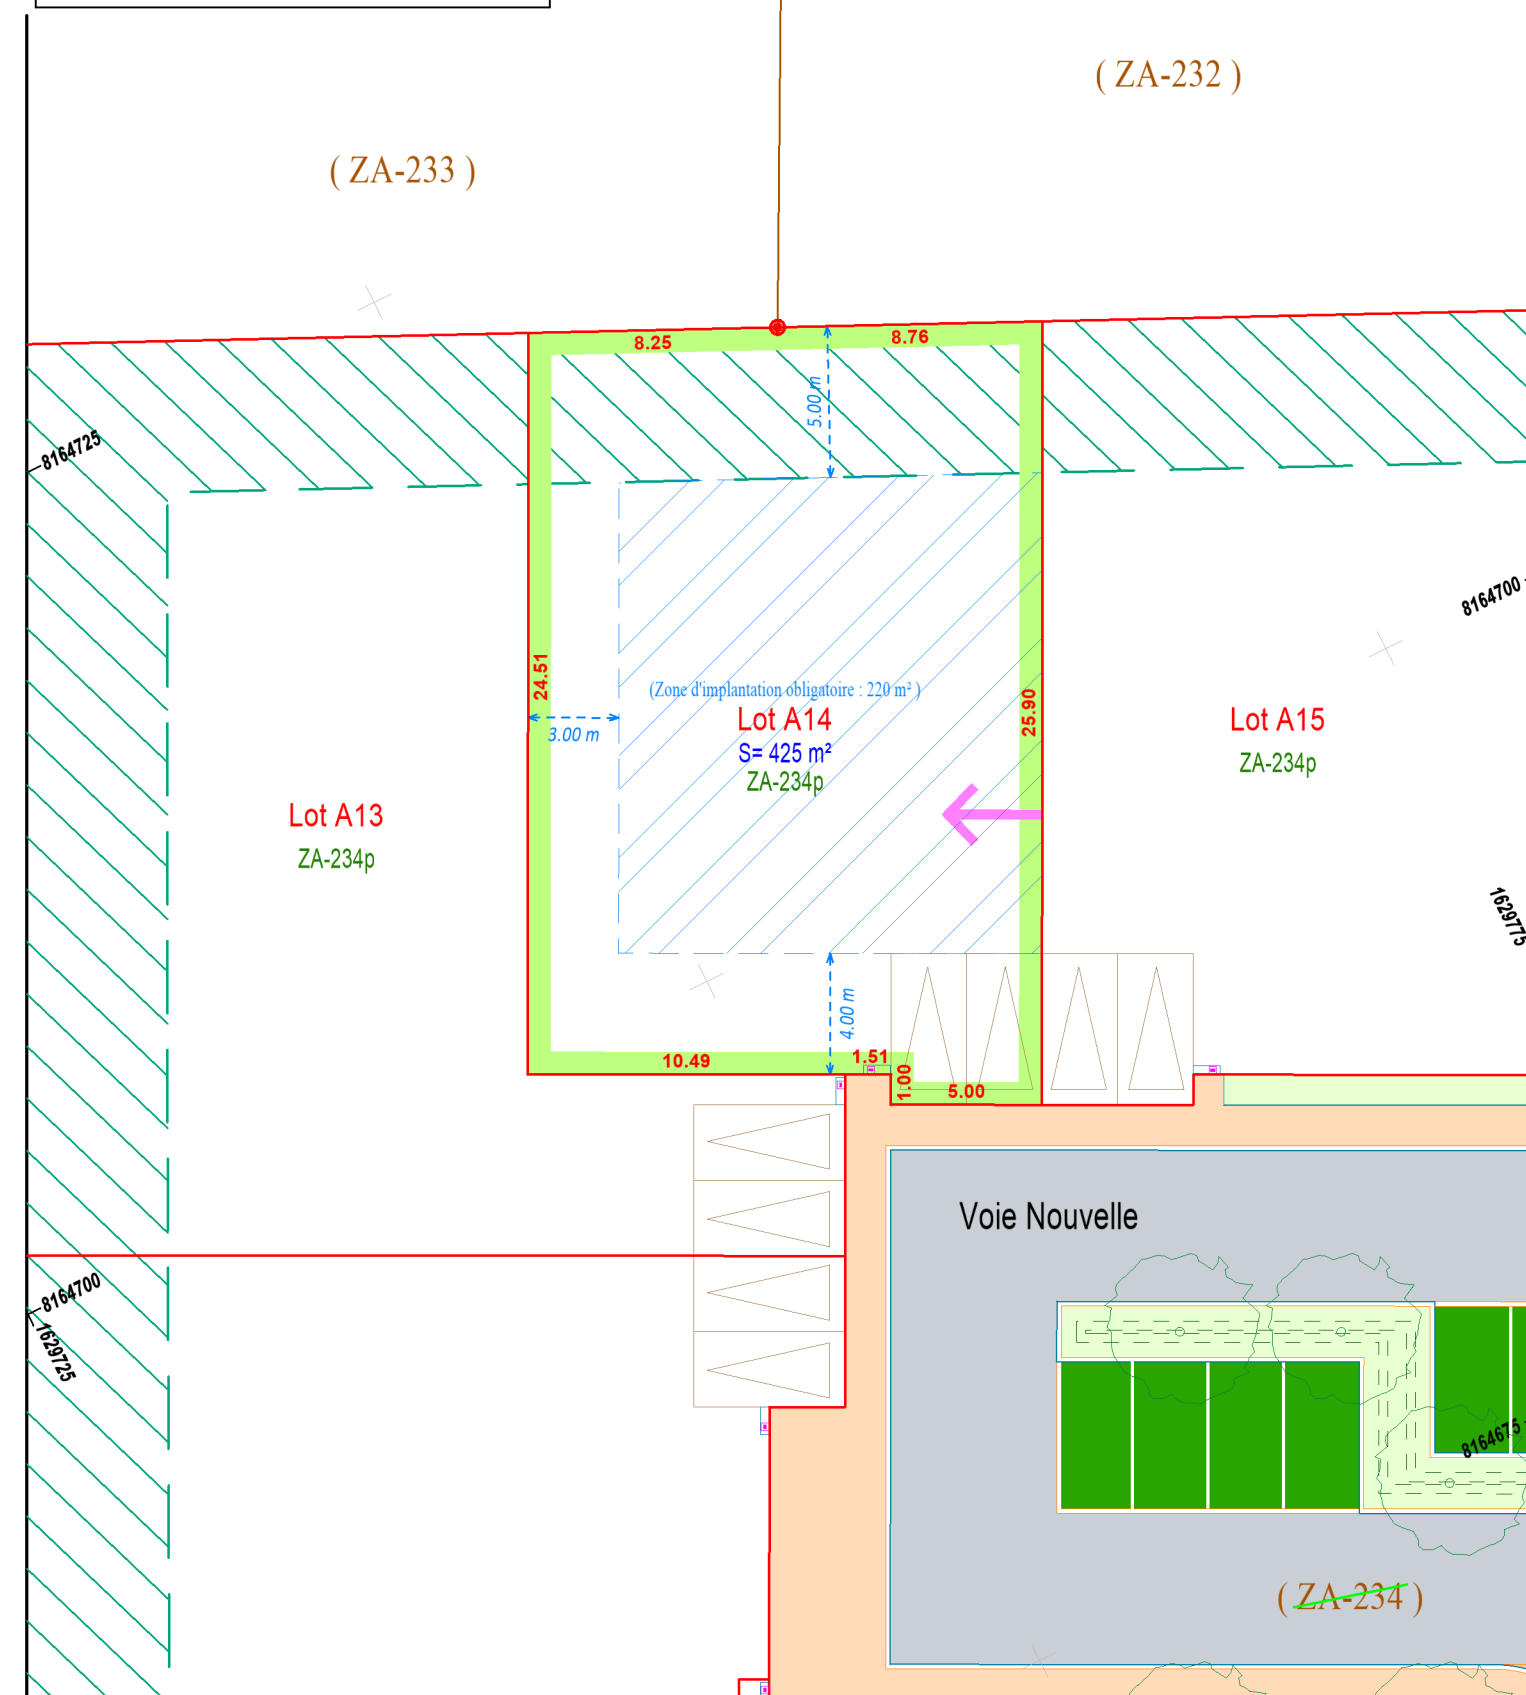 ( ZA-232 )
( ZA-233 )
8.25
8.76
5.00 m
8164725
8164700
24.51
25.90
(Zone d'implantation obligatoire : 220 m² )
3.00 m
Lot A14
S= 425 m²
ZA-234p
Lot A15
ZA-234p
Lot A13
ZA-234p
1629775
4.00 m
10.49
1.51
1.00
5.00
Voie Nouvelle
8164700
1629725
8164675
( ZA-234 )